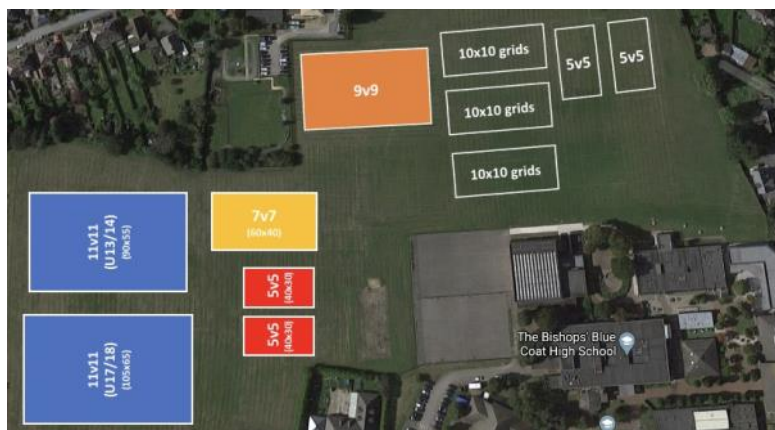 10x10 grids
5v5
5v5
9v9
10x10 grids
10x10 grids
11v11
(U13/14)
(90x55)
7v7
(60x40)
5v5
(40x30)
5v5
(40x30)
11v11
(U17/18)
(105x65)
The Bishops' Blue
Coat High School